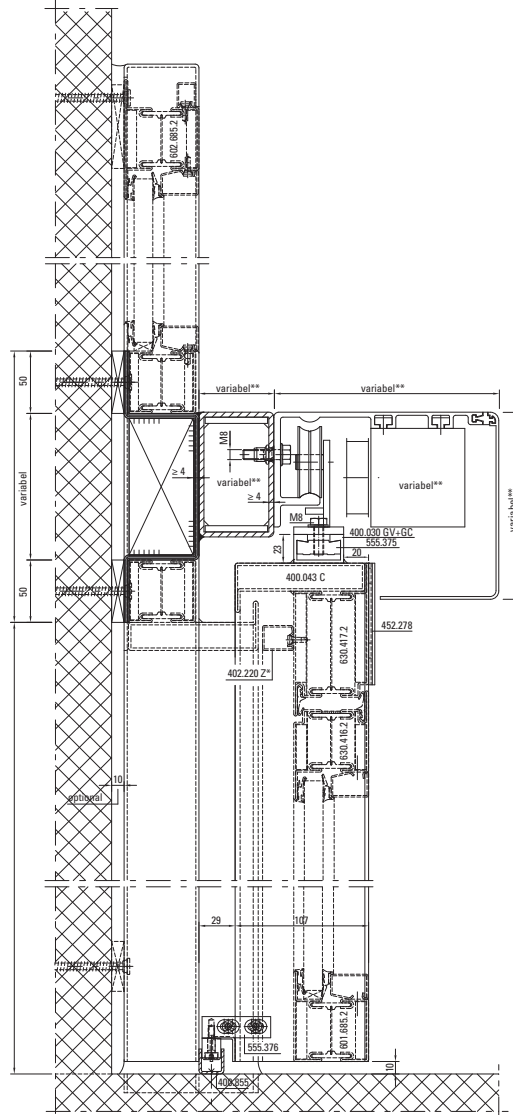 602.685.2
50
variabel**
variabel**
M8
≥ 4
variabel**
variabel**
variabel
≥ 4
variabel**
M8
400.030 GV+GC
23
555.375
20
400.043 C
50
452.278
630.417.2
402.220 Z*
630.416.2
10
optional
29
107
601.685.2
555.376
10
400.855